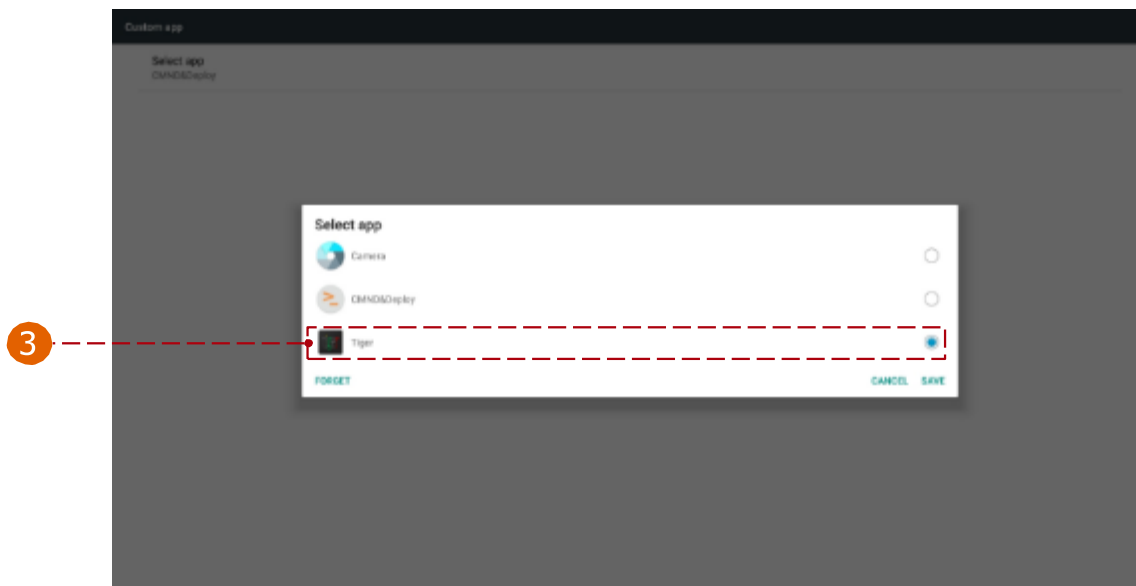 Custom app
Select app
CMND&Deploy
Select app
Camera
CMND&Deploy
3
Tiger
FORGET
CANCEL SAVE